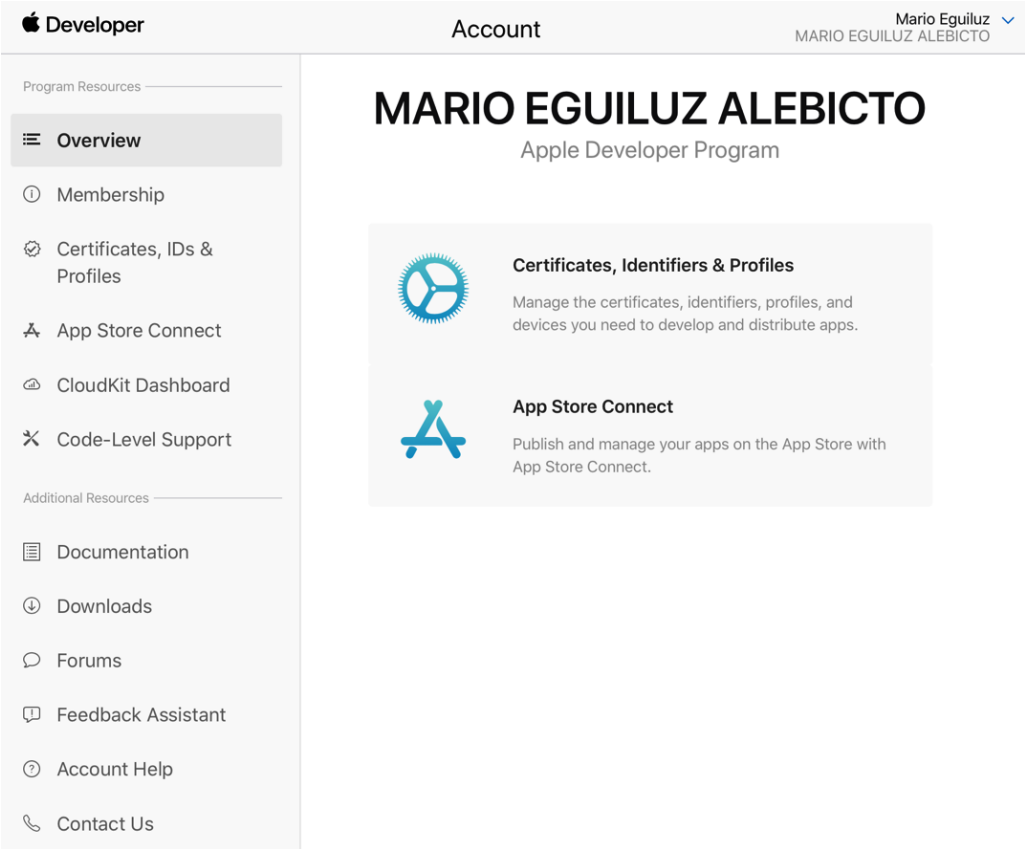 Developer
Account
Mario Eguiluz
MARIO EGUILUZ ALEBICTO
Program Resources
Overview
Membership
Certificates, IDs &
Profiles
App Store Connect
CloudKit Dashboard
Code-Level Support
Additional Resources
Documentation
Downloads
Forums
Feedback Assistant
Account Help
Contact Us
MARIO EGUILUZ ALEBICTO
Apple Developer Program
Certificates, Identifiers & Profiles
Manage the certificates, identifiers, profiles, and
devices you need to develop and distribute apps.
App Store Connect
Publish and manage your apps on the App Store with
App Store Connect.